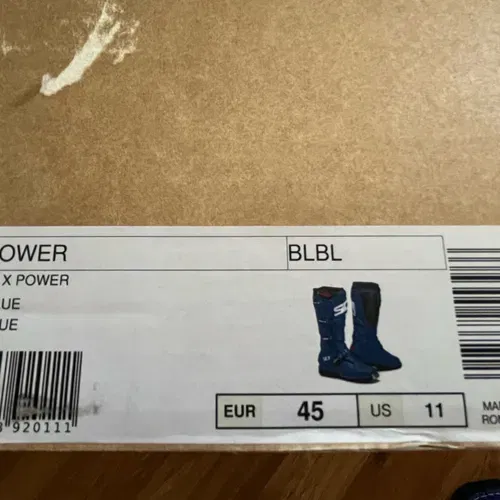 OWER BLBL
X POWER
UE
UE
EUR 45 US 11
920111
MA
RO